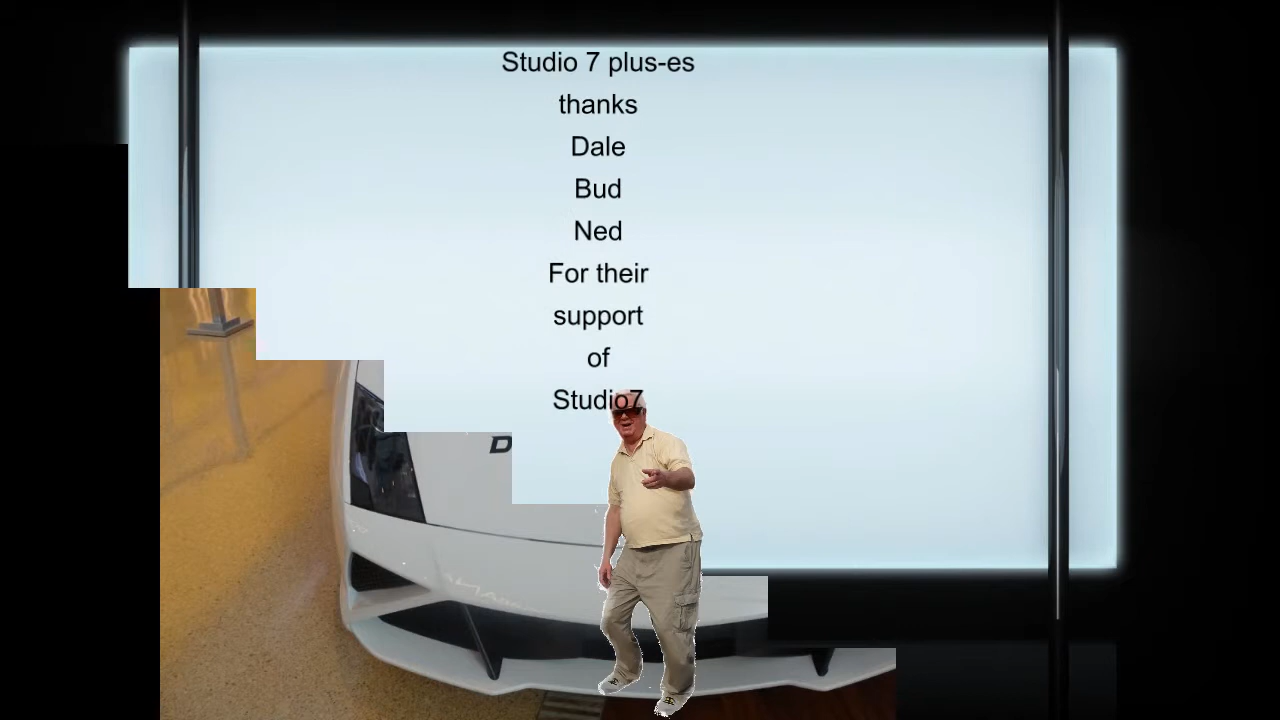 Studio 7 plus-es
thanks
Dale
Bud
Ned
For their
support
of
Studio7
D